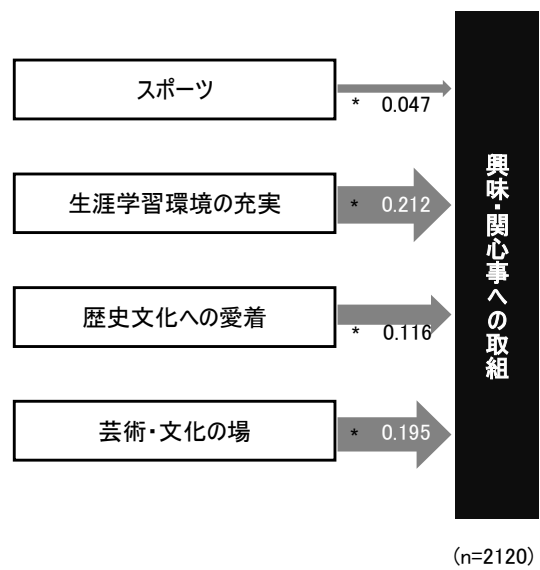 スポーツ
* 0.047
生涯学習環境の充実
* 0.212
歴史文化への愛着
* 0.116
芸術・文化の場
* 0.195
興味・関心事への取組
(n=2120)